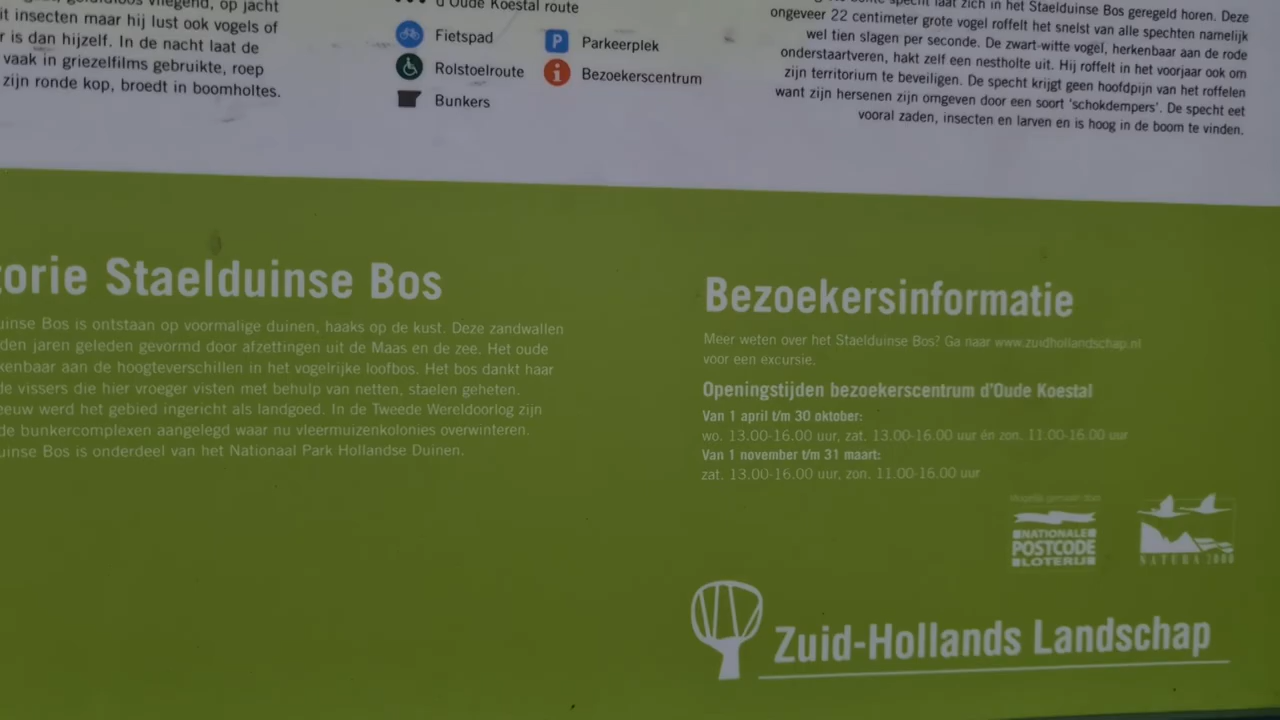 vliegend, op jacht
it insecten maar hij lust ook vogels of
r is dan hijzelf. In de nacht laat de
vaak in griezelfilms gebruikte, roep
zijn ronde kop, broedt in boomholtes.
d'Oude Koestal route
Fietspad
Rolstoelroute
Bunkers
P Parkeerplek
i Bezoekerscentrum
specht laat zich in het Staelduinse Bos geregeld horen. Deze
ongeveer 22 centimeter grote vogel roffelt het snelst van alle spechten namelijk
wel tien slagen per seconde. De zwart-witte vogel, herkenbaar aan de rode
onderstaartveren, hakt zelf een nestholte uit. Hij roffelt in het voorjaar ook om
zijn territorium te beveiligen. De specht krijgt geen hoofdpijn van het roffelen
want zijn hersenen zijn omgeven door een soort 'schokdempers'. De specht eet
vooral zaden, insecten en larven en is hoog in de boom te vinden.
torie Staelduinse Bos
uinse Bos is ontstaan op voormalige duinen, haaks op de kust. Deze zandwallen
den jaren geleden gevormd door afzettingen uit de Maas en de zee. Het oude
kenbaar aan de hoogteverschillen in het vogelrijke loofbos. Het bos dankt haar
de vissers die hier vroeger visten met behulp van netten, staelen geheten.
eeuw werd het gebied ingericht als landgoed. In de Tweede Wereldoorlog zijn
de bunkercomplexen aangelegd waar nu vleermuizenkolonies overwinteren.
uinse Bos is onderdeel van het Nationaal Park Hollandse Duinen.
Bezoekersinformatie
Meer weten over het Staelduinse Bos? Ga naar www.zuidhollandschap.nl
voor een excursie.
Openingstijden bezoekerscentrum d'Oude Koestal
Van 1 april t/m 30 oktober:
wo. 13.00-16.00 uur, zat. 13.00-16.00 uur én zon. 11.00-16.00 uur
Van 1 november t/m 31 maart:
zat. 13.00-16.00 uur, zon. 11.00-16.00 uur
Mogelijk gemaakt door
NATIONALE
POSTCODE
LOTERIJ
NATURA 2000
Zuid-Hollands Landschap